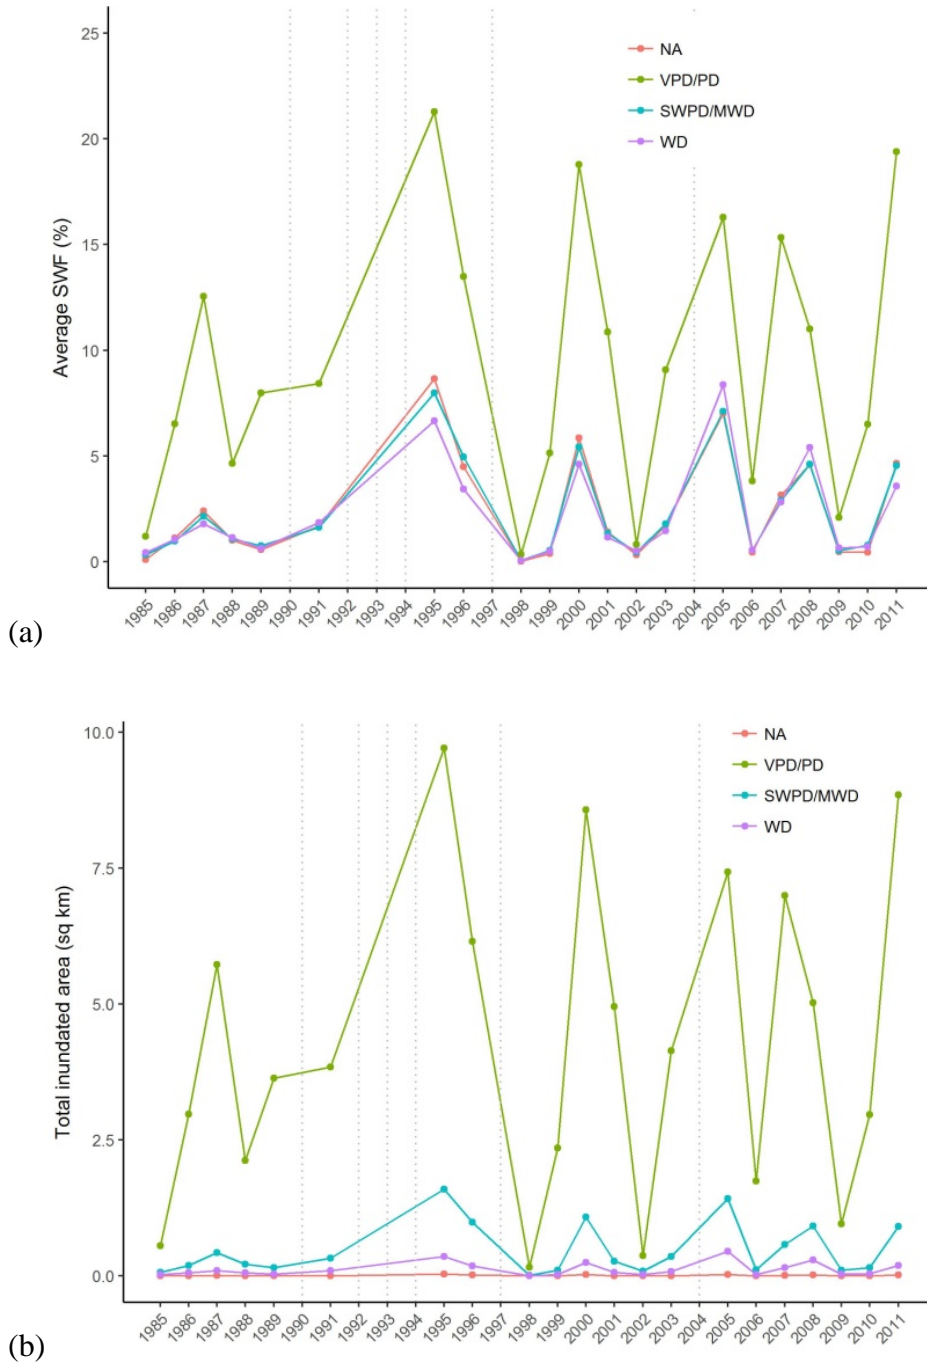 25
20
15
10
5
0
Average SWF (%)
NA
VPD/PD
SWPD/MWD
WD
1985 1986 1987 1988 1989 1990 1991 1992 1993 1994 1995 1996 1997 1998 1999 2000 2001 2002 2003 2004 2005 2006 2007 2008 2009 2010 2011
(a)
10.0
7.5
5.0
2.5
0.0
Total inundated area (sq km)
NA
VPD/PD
SWPD/MWD
WD
1985 1986 1987 1988 1989 1990 1991 1992 1993 1994 1995 1996 1997 1998 1999 2000 2001 2002 2003 2004 2005 2006 2007 2008 2009 2010 2011
(b)